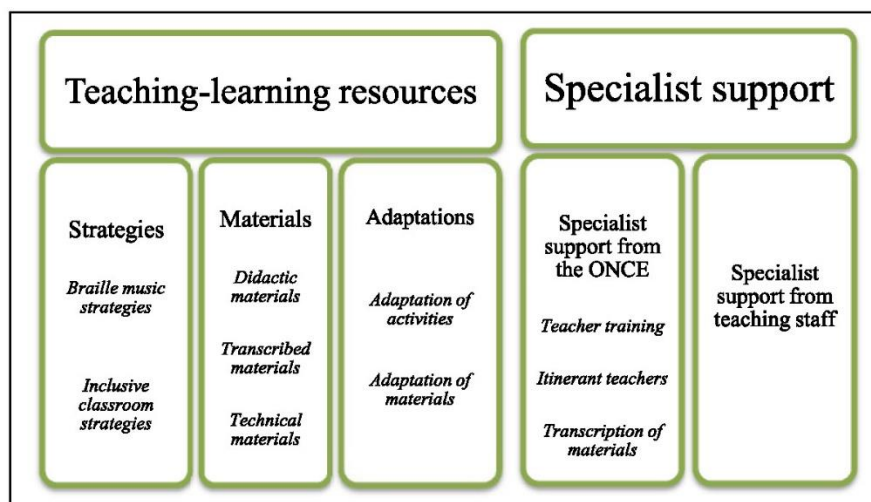 Teaching-learning resources
Specialist support
Strategies
Braille music
strategies
Inclusive
classroom
strategies
Materials
Didactic
materials
Transcribed
materials
Technical
materials
Adaptations
Adaptation of
activities
Adaptation of
materials
Specialist
support from
the ONCE
Teacher training
Itinerant teachers
Transcription of
materials
Specialist
support from
teaching staff